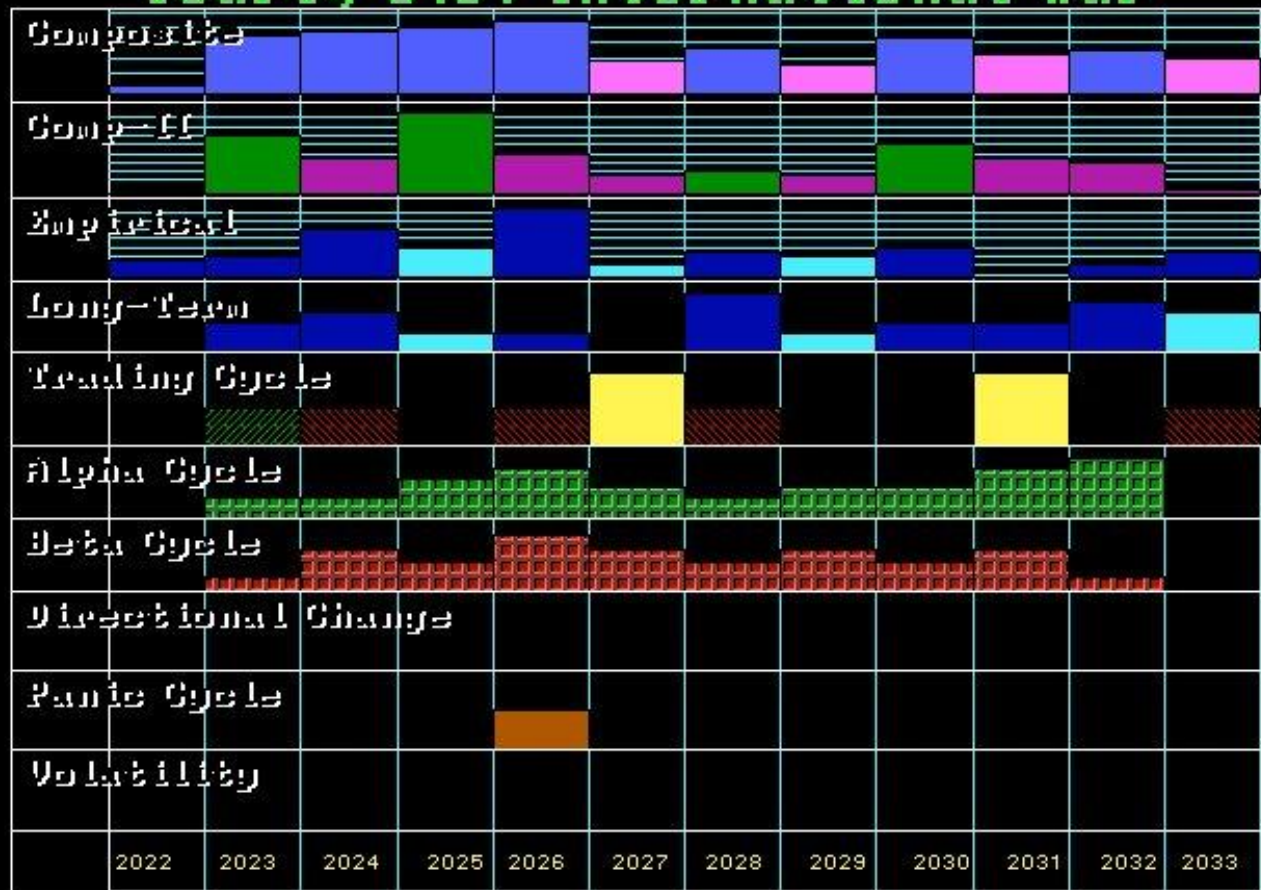 Composite
Comp-II
Empirical
Long-Term
Trading Cycle
Alpha Cycle
Beta Cycle
Directional Change
Panic Cycle
Volatility
2022 2023 2024 2025 2026 2027 2028 2029 2030 2031 2032 2033